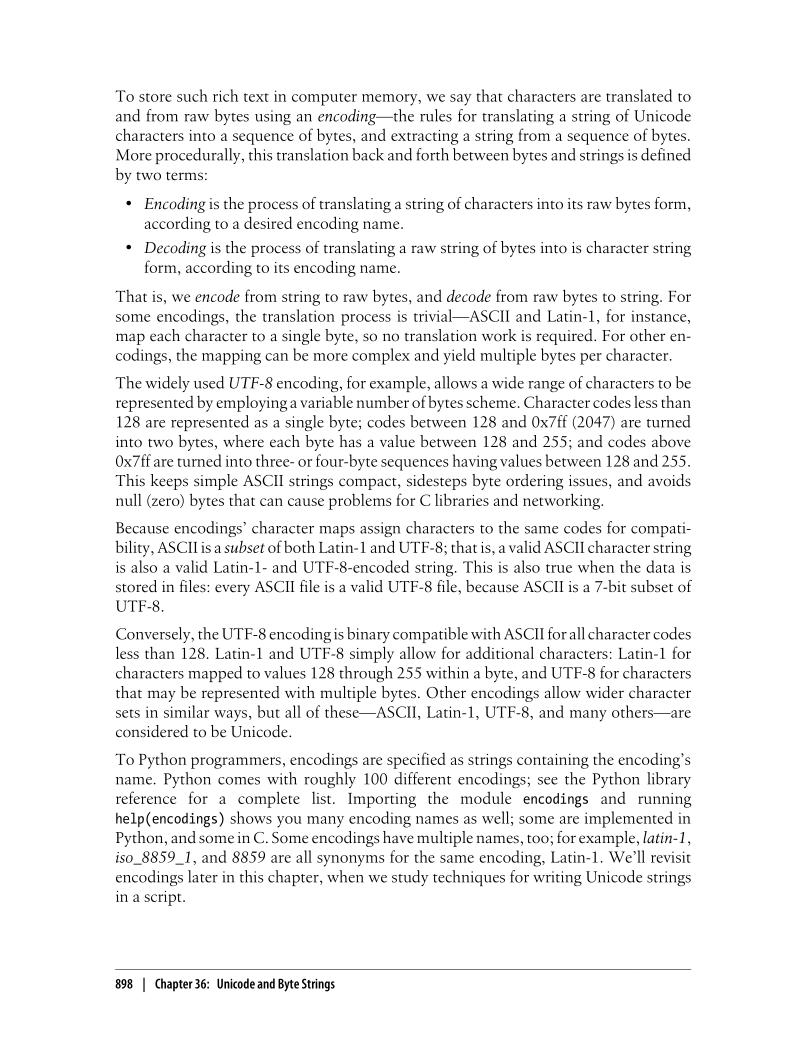 To store such rich text in computer memory, we say that characters are translated to
and from raw bytes using an encoding—the rules for translating a string of Unicode
characters into a sequence of bytes, and extracting a string from a sequence of bytes.
More procedurally, this translation back and forth between bytes and strings is defined
by two terms:
• Encoding is the process of translating a string of characters into its raw bytes form,
according to a desired encoding name.
• Decoding is the process of translating a raw string of bytes into is character string
form, according to its encoding name.
That is, we encode from string to raw bytes, and decode from raw bytes to string. For
some encodings, the translation process is trivial—ASCII and Latin-1, for instance,
map each character to a single byte, so no translation work is required. For other en-
codings, the mapping can be more complex and yield multiple bytes per character.
The widely used UTF-8 encoding, for example, allows a wide range of characters to be
represented by employing a variable number of bytes scheme. Character codes less than
128 are represented as a single byte; codes between 128 and 0x7ff (2047) are turned
into two bytes, where each byte has a value between 128 and 255; and codes above
0x7ff are turned into three- or four-byte sequences having values between 128 and 255.
This keeps simple ASCII strings compact, sidesteps byte ordering issues, and avoids
null (zero) bytes that can cause problems for C libraries and networking.
Because encodings’ character maps assign characters to the same codes for compati-
bility, ASCII is a subset of both Latin-1 and UTF-8; that is, a valid ASCII character string
is also a valid Latin-1- and UTF-8-encoded string. This is also true when the data is
stored in files: every ASCII file is a valid UTF-8 file, because ASCII is a 7-bit subset of
UTF-8.
Conversely, the UTF-8 encoding is binary compatible with ASCII for all character codes
less than 128. Latin-1 and UTF-8 simply allow for additional characters: Latin-1 for
characters mapped to values 128 through 255 within a byte, and UTF-8 for characters
that may be represented with multiple bytes. Other encodings allow wider character
sets in similar ways, but all of these—ASCII, Latin-1, UTF-8, and many others—are
considered to be Unicode.
To Python programmers, encodings are specified as strings containing the encoding’s
name. Python comes with roughly 100 different encodings; see the Python library
reference for a complete list. Importing the module encodings and running
help(encodings) shows you many encoding names as well; some are implemented in
Python, and some in C. Some encodings have multiple names, too; for example, latin-1,
iso_8859_1, and 8859 are all synonyms for the same encoding, Latin-1. We’ll revisit
encodings later in this chapter, when we study techniques for writing Unicode strings
in a script.
898 | Chapter 36: Unicode and Byte Strings